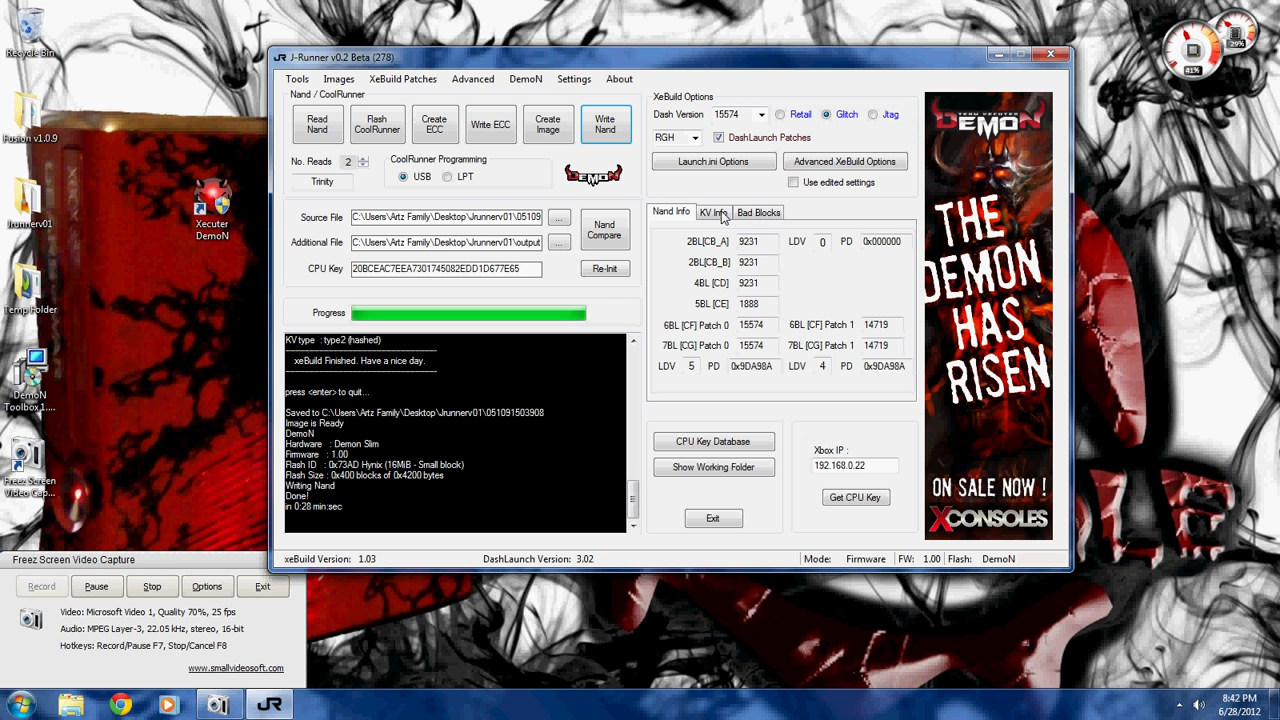 Recycle Bin
Fusion v1.0.9
Jrunnerv01
Xecuter
DemoN
Temp Folder
DemoN
Toolbox 1....
Freez Screen
Video Cap...
41%
29%
JR J-Runner v0.2 Beta (278)
Tools Images XeBuild Patches Advanced DemoN Settings About
Nand / CoolRunner
Read
Nand
Flash
CoolRunner
Create
ECC
Write ECC
Create
Image
Write
Nand
No. Reads 2
Trinity
CoolRunner Programming
USB LPT
DEMON
Source File C:\Users\Artz Family\Desktop\Jrunnerv01\05109 ...
Additional File C:\Users\Artz Family\Desktop\Jrunnerv01\output ...
Nand
Compare
CPU Key 20BCEAC7EEA7301745082EDD1D677E65 Re-Init
Progress
KV type : type2 (hashed)
xeBuild Finished. Have a nice day.
press <enter> to quit...
Saved to C:\Users\Artz Family\Desktop\Jrunnerv01\051091503908
Image is Ready
DemoN
Hardware : Demon Slim
Firmware : 1.00
Flash ID : 0x73AD Hynix (16MiB - Small block)
Flash Size : 0x400 blocks of 0x4200 bytes
Writing Nand
Done!
in 0:28 min:sec
XeBuild Options
Dash Version 15574 Retail Glitch Jtag
RGH DashLaunch Patches
Launch.ini Options Advanced XeBuild Options
Use edited settings
Nand Info KV Info Bad Blocks
2BL[CB_A] 9231 LDV 0 PD 0x000000
2BL[CB_B] 9231
4BL [CD] 9231
5BL [CE] 1888
6BL [CF] Patch 0 15574 6BL [CF] Patch 1 14719
7BL [CG] Patch 0 15574 7BL [CG] Patch 1 14719
LDV 5 PD 0x9DA98A LDV 4 PD 0x9DA98A
CPU Key Database
Show Working Folder
Exit
Xbox IP :
192.168.0.22
Get CPU Key
TEAM XECUTER
DEMON
THE
DEMON
HAS
RISEN
ON SALE NOW !
XCONSOLES
xeBuild Version: 1.03 DashLaunch Version: 3.02 Mode: Firmware FW: 1.00 Flash: DemoN
Freez Screen Video Capture
Record Pause Stop Options Exit
Video: Microsoft Video 1, Quality 70%, 25 fps
Audio: MPEG Layer-3, 22.05 kHz, stereo, 16-bit
Hotkeys: Record/Pause F7, Stop/Cancel F8
www.smallvideosoft.com
JR
8:42 PM
6/28/2012